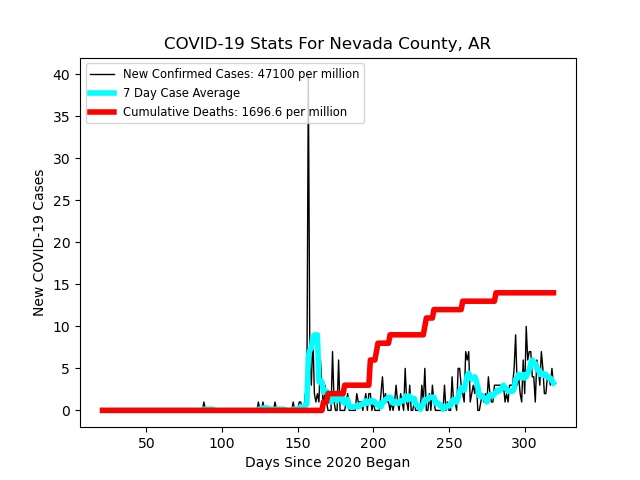 COVID-19 Stats For Nevada County, AR
New Confirmed Cases: 47100 per million
7 Day Case Average
Cumulative Deaths: 1696.6 per million
New COVID-19 Cases
40
35
30
25
20
15
10
5
0
50 100 150 200 250 300
Days Since 2020 Began